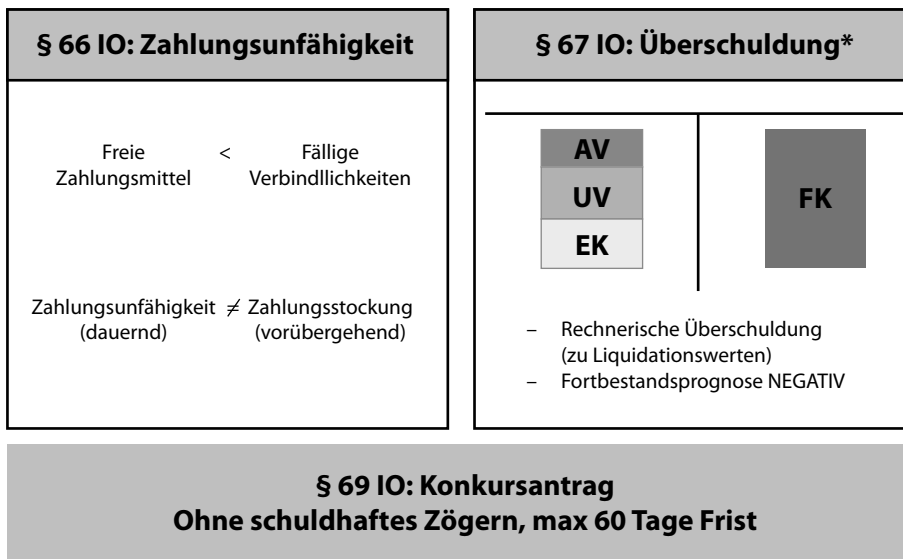 § 66 IO: Zahlungsunfähigkeit
Freie < Fällige
Zahlungsmittel Verbindllichkeiten
Zahlungsunfähigkeit ≠ Zahlungsstockung
(dauernd) (vorübergehend)
§ 67 IO: Überschuldung*
AV
UV
EK
FK
– Rechnerische Überschuldung
(zu Liquidationswerten)
– Fortbestandsprognose NEGATIV
§ 69 IO: Konkursantrag
Ohne schuldhaftes Zögern, max 60 Tage Frist